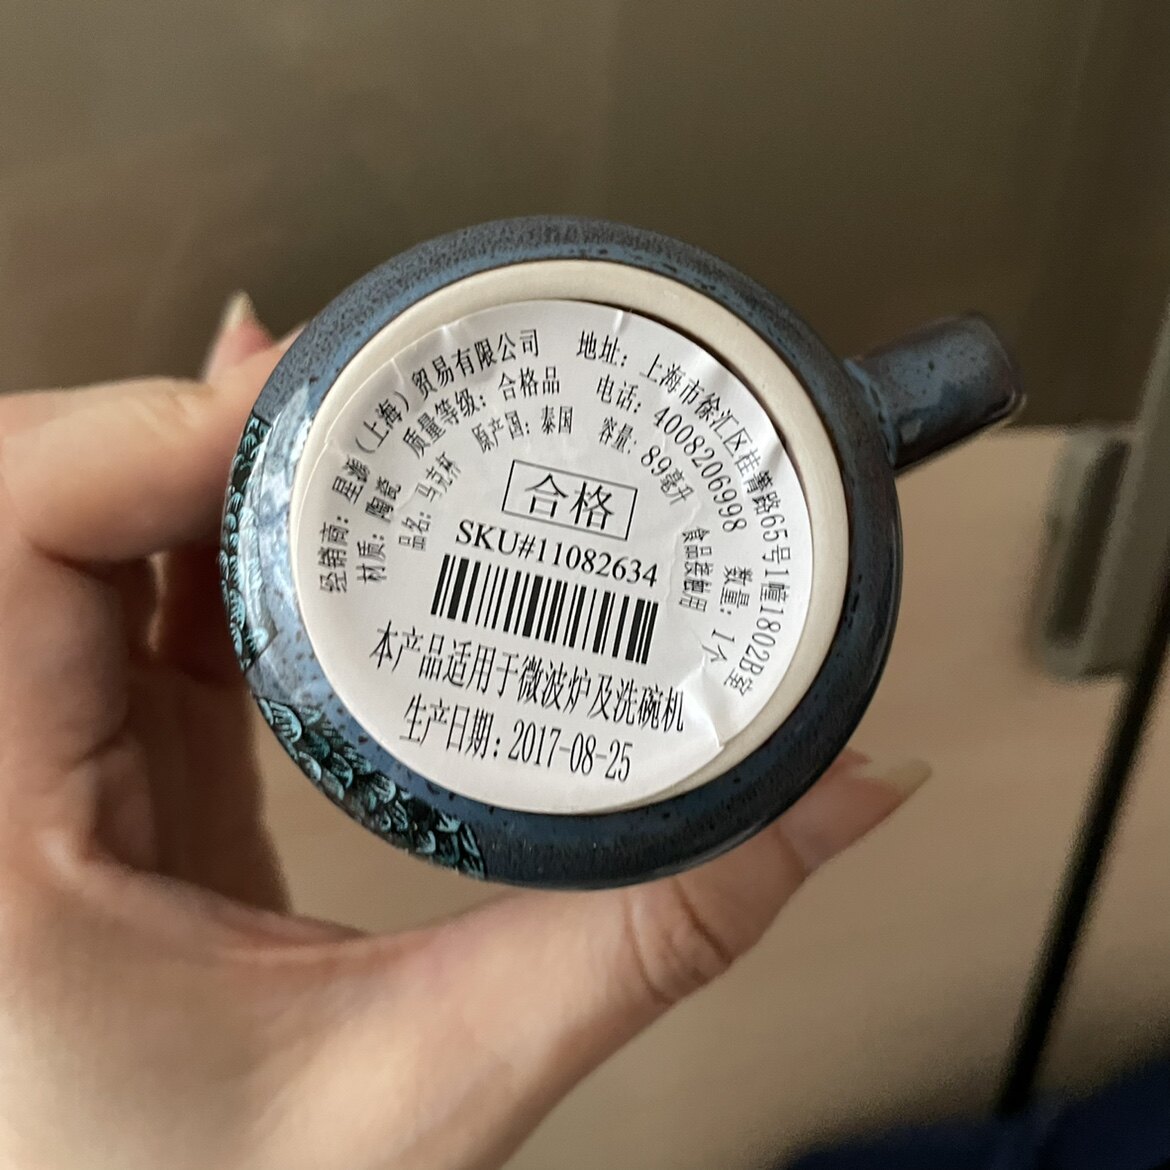 经销商：星源（上海）贸易有限公司
地址：上海市徐汇区桂箐路65号1幢1802B室
材质：陶瓷
质量等级：合格品
电话：4008206998
数量：1个
品名：马克杯
原产国：泰国
容量：89毫升
食品接触用
合格
SKU#11082634
本产品适用于微波炉及洗碗机
生产日期：2017-08-25